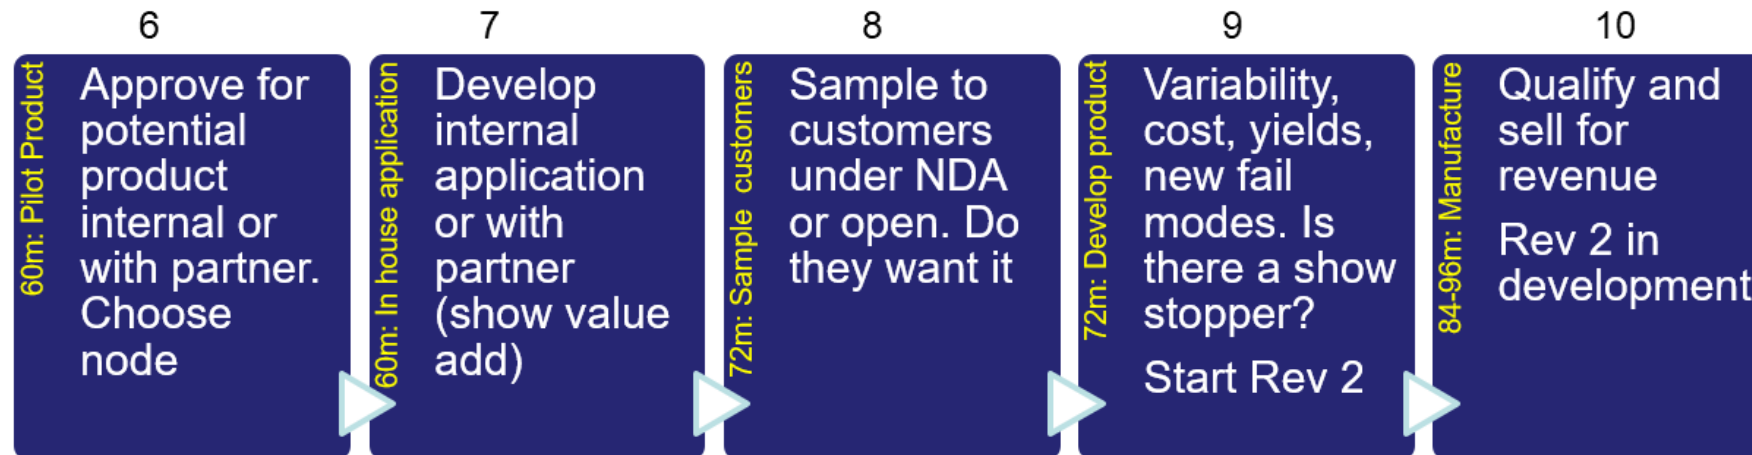 6
60m: Pilot Product
Approve for
potential
product
internal or
with partner.
Choose
node
7
60m: In house application
Develop
internal
application
or with
partner
(show value
add)
8
72m: Sample customers
Sample to
customers
under NDA
or open. Do
they want it
9
72m: Develop product
Variability,
cost, yields,
new fail
modes. Is
there a show
stopper?
Start Rev 2
10
84-96m: Manufacture
Qualify and
sell for
revenue
Rev 2 in
development